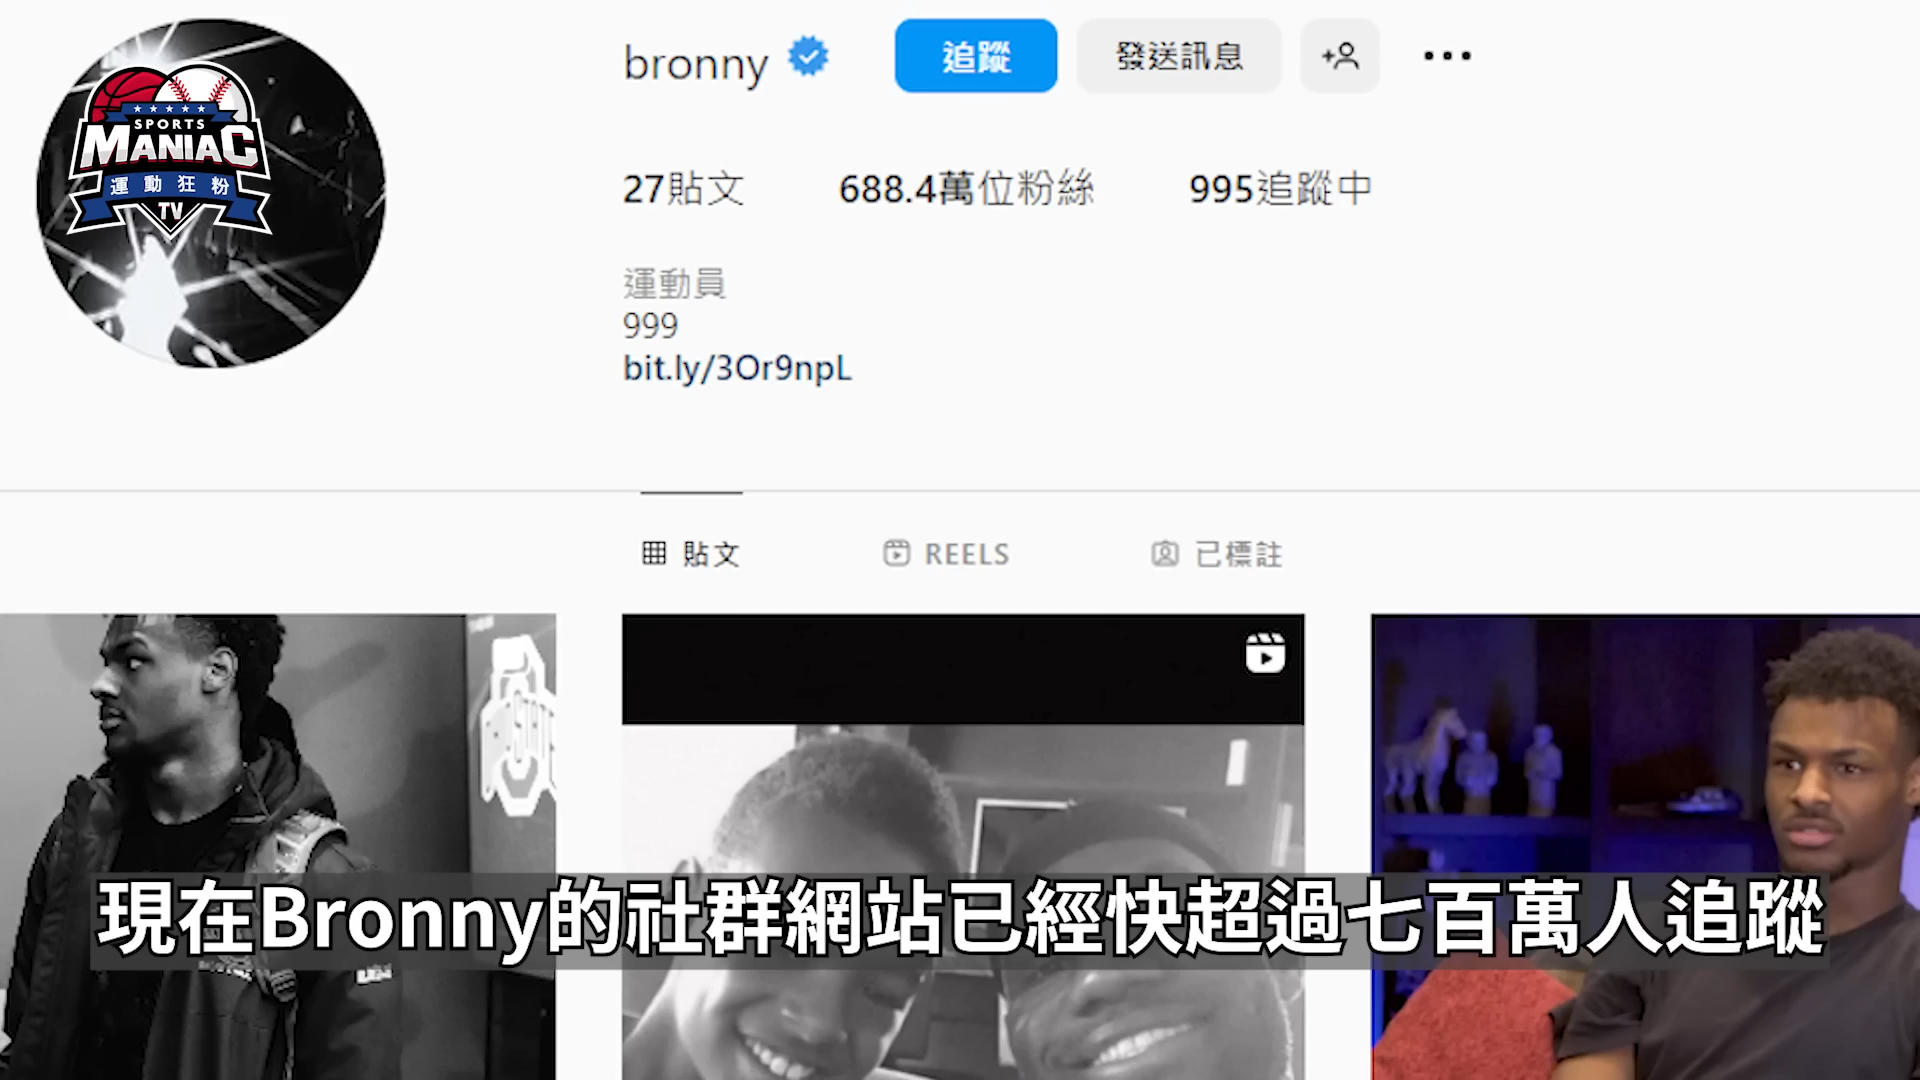 SPORTS
MANIAC
運動狂粉
TV
bronny
追蹤
發送訊息
27貼文
688.4萬位粉絲
995追蹤中
運動員
999
bit.ly/3Or9npL
貼文
REELS
已標註
現在Bronny的社群網站已經快超過七百萬人追蹤